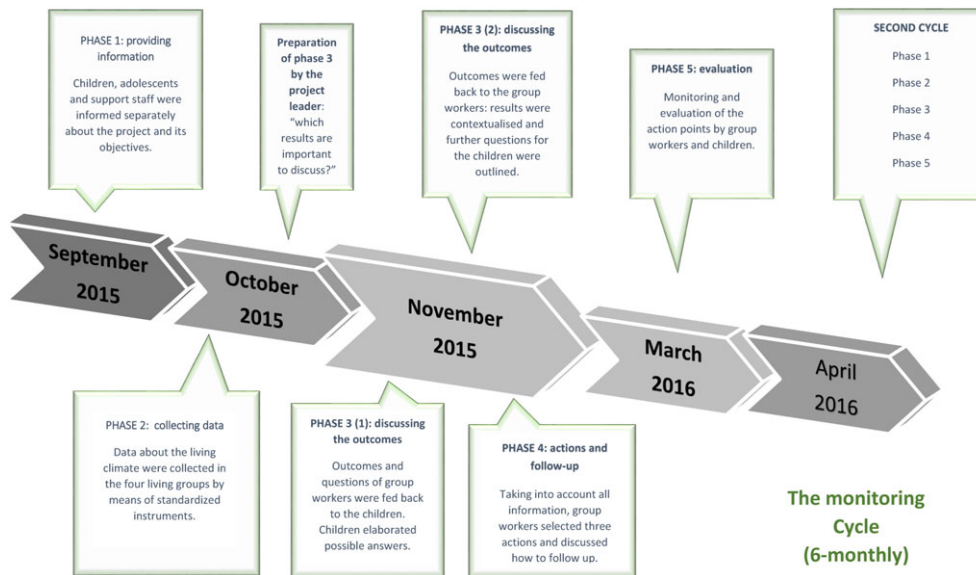 PHASE 1: providing
information
Children, adolescents
and support staff were
informed separately
about the project and its
objectives.
Preparation
of phase 3
by the
project
leader:
“which
results are
important
to discuss?”
PHASE 3 (2): discussing
the outcomes
Outcomes were fed
back to the group
workers: results were
contextualised and
further questions for
the children were
outlined.
PHASE 5: evaluation
Monitoring and
evaluation of the
action points by group
workers and children.
SECOND CYCLE
Phase 1
Phase 2
Phase 3
Phase 4
Phase 5
September
2015
October
2015
November
2015
March
2016
April
2016
PHASE 2: collecting data
Data about the living
climate were collected in
the four living groups by
means of standardized
instruments.
PHASE 3 (1): discussing
the outcomes
Outcomes and
questions of group
workers were fed back
to the children.
Children elaborated
possible answers.
PHASE 4: actions and
follow-up
Taking into account all
information, group
workers selected three
actions and discussed
how to follow up.
The monitoring
Cycle
(6-monthly)